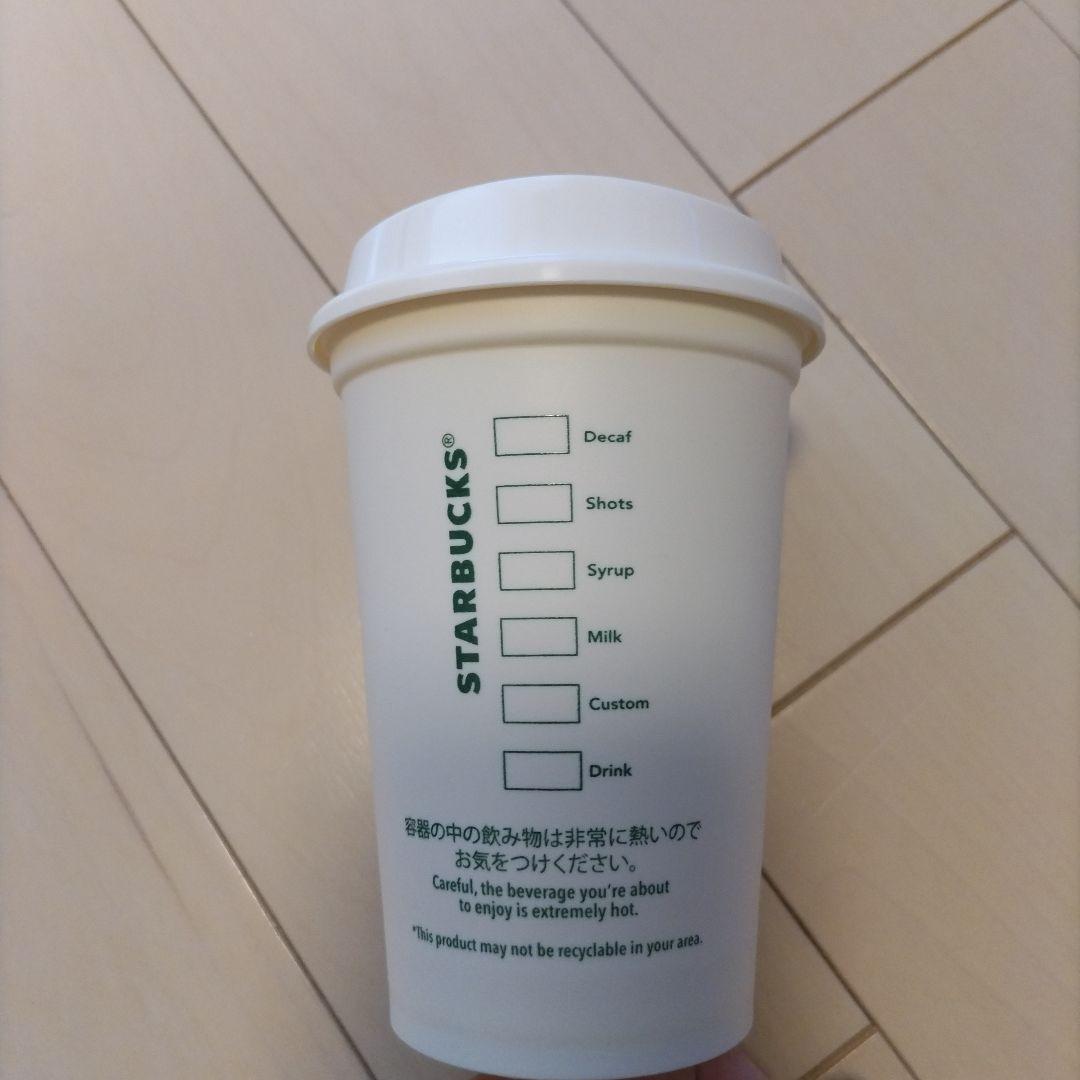 STARBUCKS®
Decaf
Shots
Syrup
Milk
Custom
Drink
容器の中の飲み物は非常に熱いので
お気をつけください。
Careful, the beverage you're about
to enjoy is extremely hot.
*This product may not be recyclable in your area.